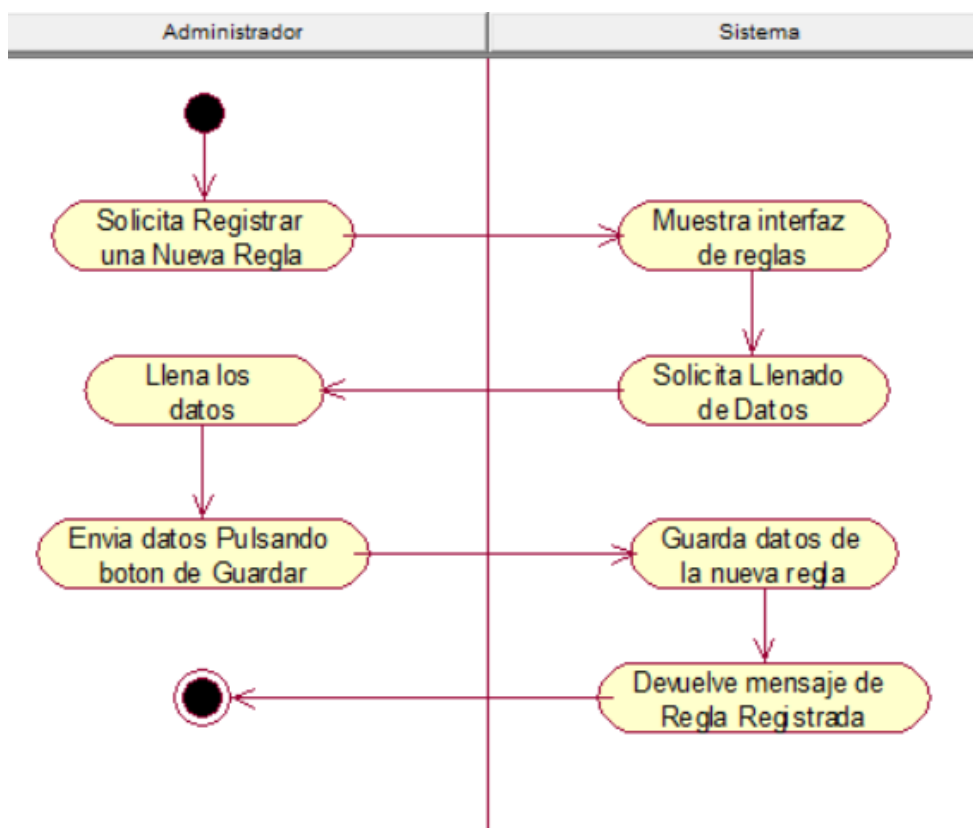 Administrador
Sistema
Solicita Registrar
una Nueva Regla
Muestra interfaz
de reglas
Llena los
datos
Solicita Llenado
de Datos
Envia datos Pulsando
boton de Guardar
Guarda datos de
la nueva regla
Devuelve mensaje de
Regla Registrada